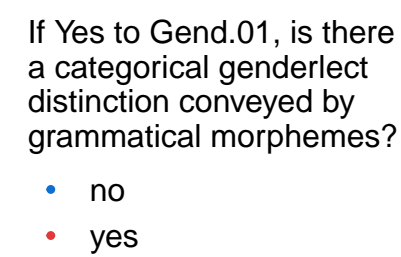 If Yes to Gend.01, is there
a categorical genderlect
distinction conveyed by
grammatical morphemes?
no
yes